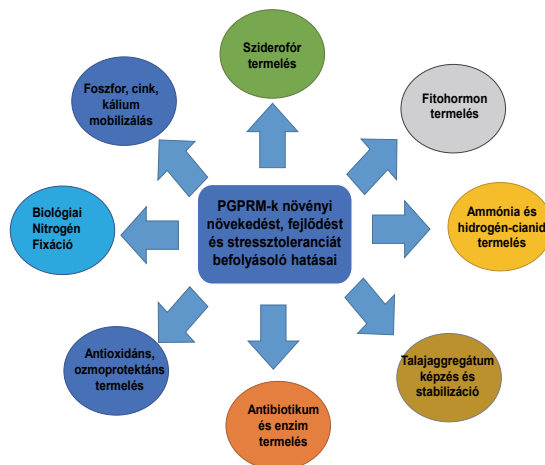 Sziderofór
termelés
Foszfor, cink,
kálium
mobilizálás
Fitohormon
termelés
PGPRM-k növényi
növekedést, fejlődést
és stressztoleranciát
befolyásoló hatásai
Biológiai
Nitrogén
Fixáció
Ammónia és
hidrogén-cianid
termelés
Antioxidáns,
ozmoprotektáns
termelés
Talajaggregátum
képzés és
stabilizáció
Antibiotikum
és enzim
termelés